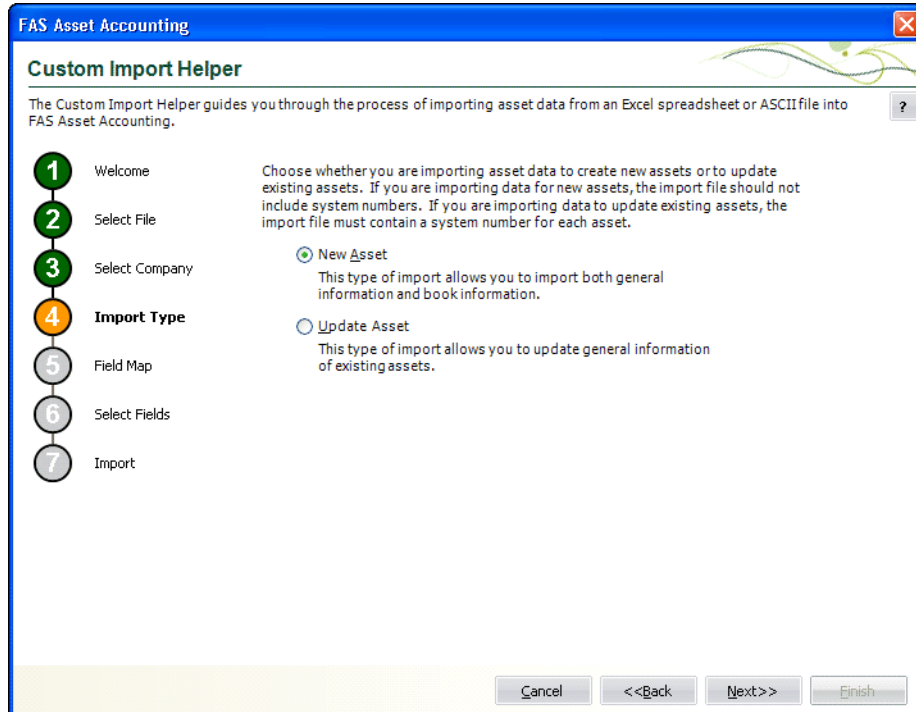 FAS Asset Accounting
Custom Import Helper
The Custom Import Helper guides you through the process of importing asset data from an Excel spreadsheet or ASCII file into
FAS Asset Accounting.
?
1 Welcome
2 Select File
3 Select Company
4 Import Type
5 Field Map
6 Select Fields
7 Import
Choose whether you are importing asset data to create new assets or to update
existing assets. If you are importing data for new assets, the import file should not
include system numbers. If you are importing data to update existing assets, the
import file must contain a system number for each asset.
New Asset
This type of import allows you to import both general
information and book information.
Update Asset
This type of import allows you to update general information
of existing assets.
Cancel
<<Back
Next>>
Finish